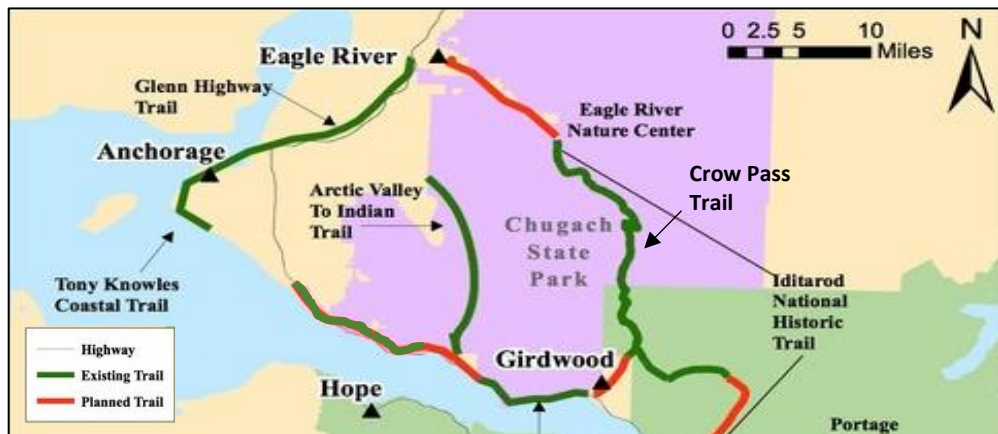 0 2.5 5 10
Miles
N
Eagle River
Glenn Highway
Trail
Eagle River
Nature Center
Anchorage
Crow Pass
Trail
Arctic Valley
To Indian
Trail
Chugach
State
Park
Tony Knowles
Coastal Trail
Iditarod
National
Historic
Trail
Highway
Existing Trail
Planned Trail
Girdwood
Hope
Portage